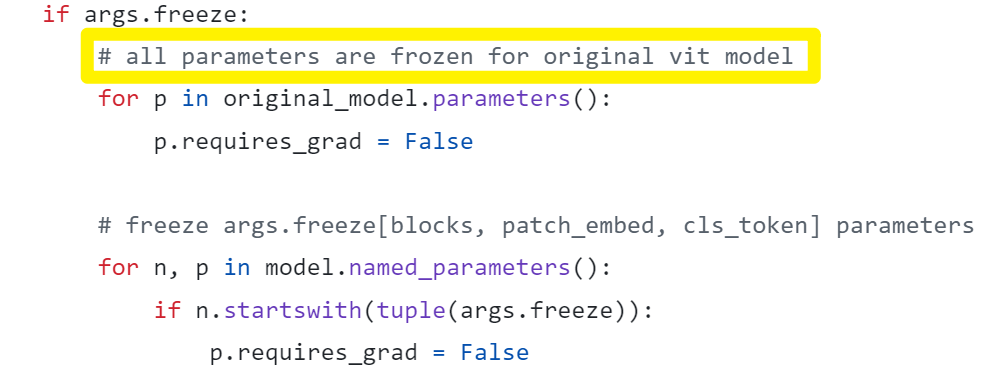 if args.freeze:
# all parameters are frozen for original vit model
for p in original_model.parameters():
p.requires_grad = False
# freeze args.freeze[blocks, patch_embed, cls_token] parameters
for n, p in model.named_parameters():
if n.startswith(tuple(args.freeze)):
p.requires_grad = False